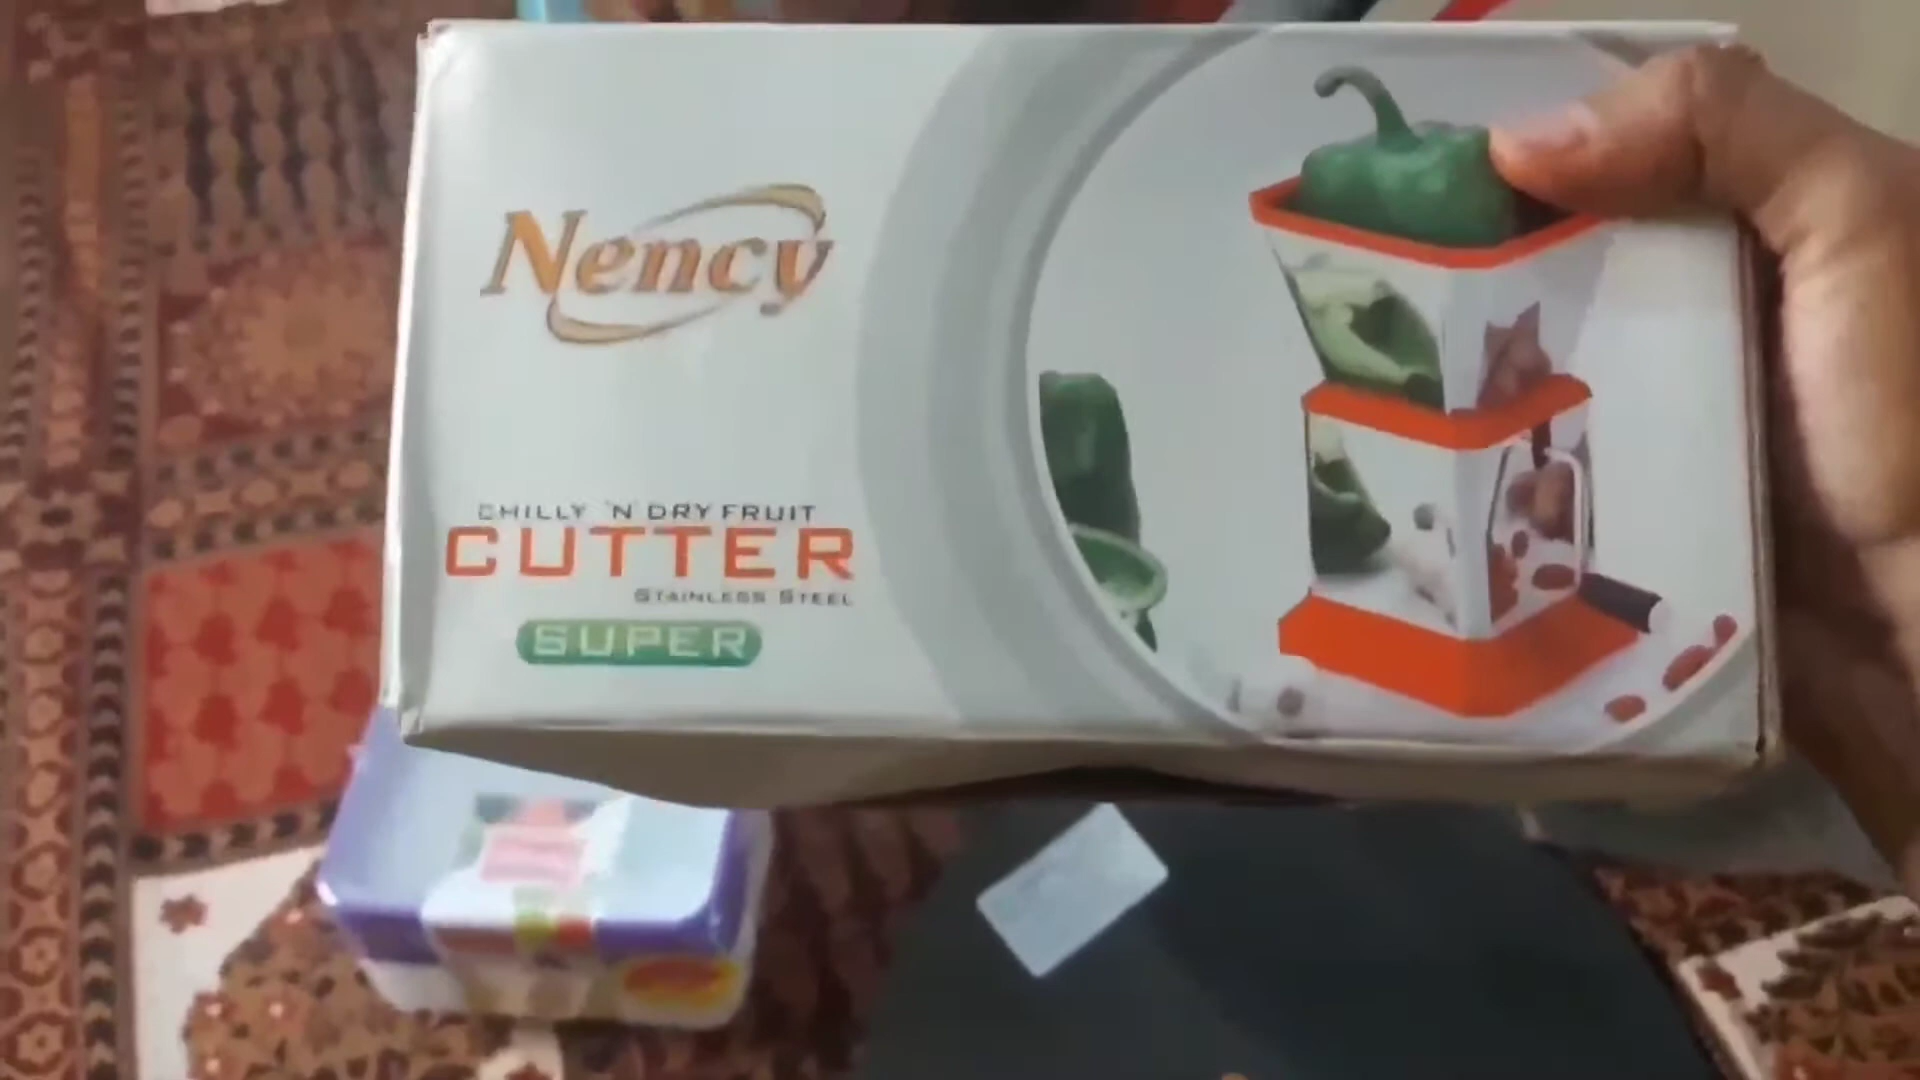 Nency
CHILLY 'N DRY FRUIT
CUTTER
STAINLESS STEEL
SUPER